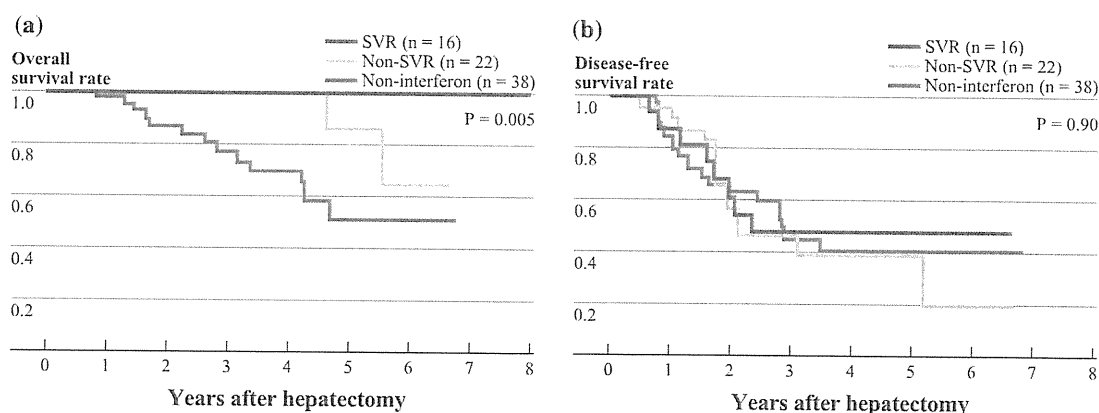 (a)
SVR (n = 16)
Non-SVR (n = 22)
Non-interferon (n = 38)
Overall
survival rate
1.0
P = 0.005
0.8
0.6
0.4
0.2
0 1 2 3 4 5 6 7 8
Years after hepatectomy
(b)
SVR (n = 16)
Non-SVR (n = 22)
Non-interferon (n = 38)
Disease-free
survival rate
1.0
P = 0.90
0.8
0.6
0.4
0.2
0 1 2 3 4 5 6 7 8
Years after hepatectomy